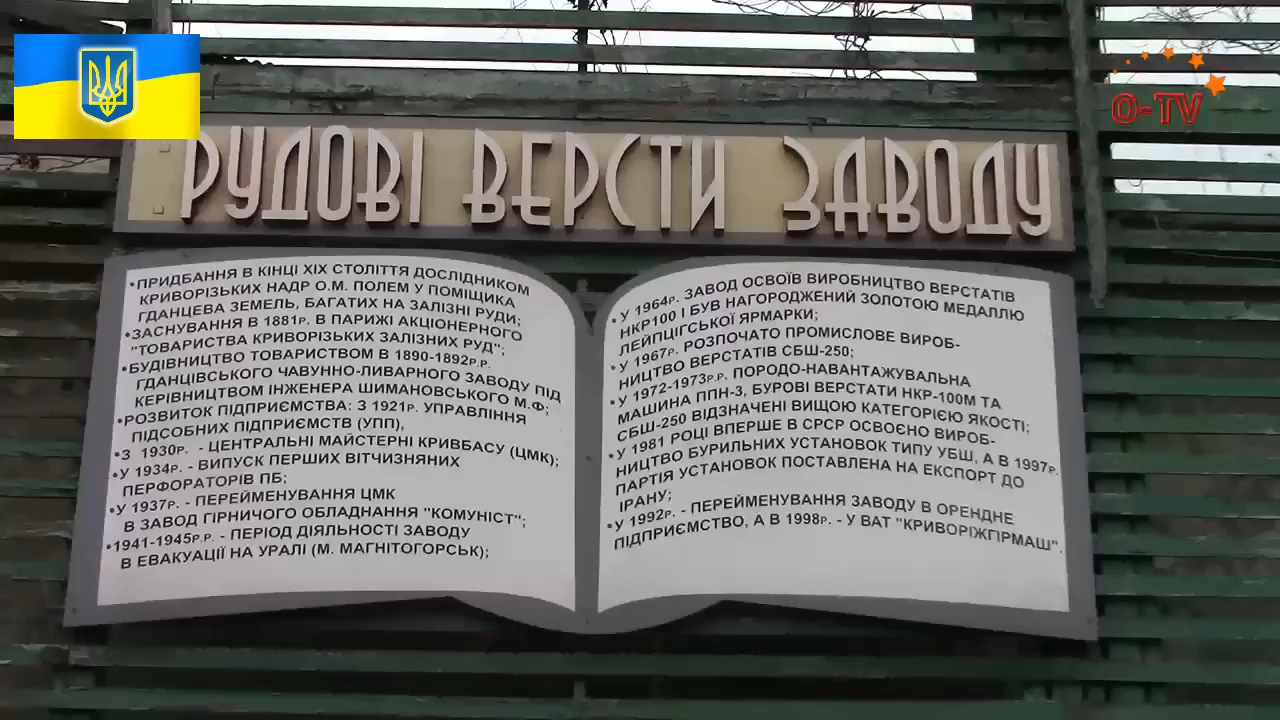 O-TV
РУДОВІ ВЕРСТИ ЗАВОДУ
•ПРИДБАННЯ В КІНЦІ XIX СТОЛІТТЯ ДОСЛІДНИКОМ
КРИВОРІЗЬКИХ НАДР О.М. ПОЛЕМ У ПОМІЩИКА
ГДАНЦЕВА ЗЕМЕЛЬ, БАГАТИХ НА ЗАЛІЗНІ РУДИ;
•ЗАСНУВАННЯ В 1881Р. В ПАРИЖІ АКЦІОНЕРНОГО
"ТОВАРИСТВА КРИВОРІЗЬКИХ ЗАЛІЗНИХ РУД";
•БУДІВНИЦТВО ТОВАРИСТВОМ В 1890-1892Р.Р.
ГДАНЦІВСЬКОГО ЧАВУННО-ЛИВАРНОГО ЗАВОДУ ПІД
КЕРІВНИЦТВОМ ІНЖЕНЕРА ШИМАНОВСЬКОГО М.Ф;
•РОЗВИТОК ПІДПРИЄМСТВА: З 1921Р. УПРАВЛІННЯ
ПІДСОБНИХ ПІДПРИЄМСТВ (УПП),
•З 1930Р. - ЦЕНТРАЛЬНІ МАЙСТЕРНІ КРИВБАСУ (ЦМК);
•У 1934Р. - ВИПУСК ПЕРШИХ ВІТЧИЗНЯНИХ
ПЕРФОРАТОРІВ ПБ;
•У 1937Р. - ПЕРЕЙМЕНУВАННЯ ЦМК
В ЗАВОД ГІРНИЧОГО ОБЛАДНАННЯ "КОМУНІСТ";
•1941-1945Р.Р. - ПЕРІОД ДІЯЛЬНОСТІ ЗАВОДУ
В ЕВАКУАЦІЇ НА УРАЛІ (М. МАГНІТОГОРСЬК);
•У 1964Р. ЗАВОД ОСВОЇВ ВИРОБНИЦТВО ВЕРСТАТІВ
НКР100 І БУВ НАГОРОДЖЕНИЙ ЗОЛОТОЮ МЕДАЛЛЮ
ЛЕЙПЦІГСЬКОЇ ЯРМАРКИ;
•У 1967Р. РОЗПОЧАТО ПРОМИСЛОВЕ ВИРОБ-
НИЦТВО ВЕРСТАТІВ СБШ-250;
•У 1972-1973Р.Р. ПОРОДО-НАВАНТАЖУВАЛЬНА
МАШИНА ППН-3, БУРОВІ ВЕРСТАТИ НКР-100М ТА
СБШ-250 ВІДЗНАЧЕНІ ВИЩОЮ КАТЕГОРІЄЮ ЯКОСТІ;
•У 1981 РОЦІ ВПЕРШЕ В СРСР ОСВОЄНО ВИРОБ-
НИЦТВО БУРИЛЬНИХ УСТАНОВОК ТИПУ УБШ, А В 1997Р.
ПАРТІЯ УСТАНОВОК ПОСТАВЛЕНА НА ЕКСПОРТ ДО
ІРАНУ;
•У 1992Р. - ПЕРЕЙМЕНУВАННЯ ЗАВОДУ В ОРЕНДНЕ
ПІДПРИЄМСТВО, А В 1998Р. - У ВАТ "КРИВОРІЖГІРМАШ".